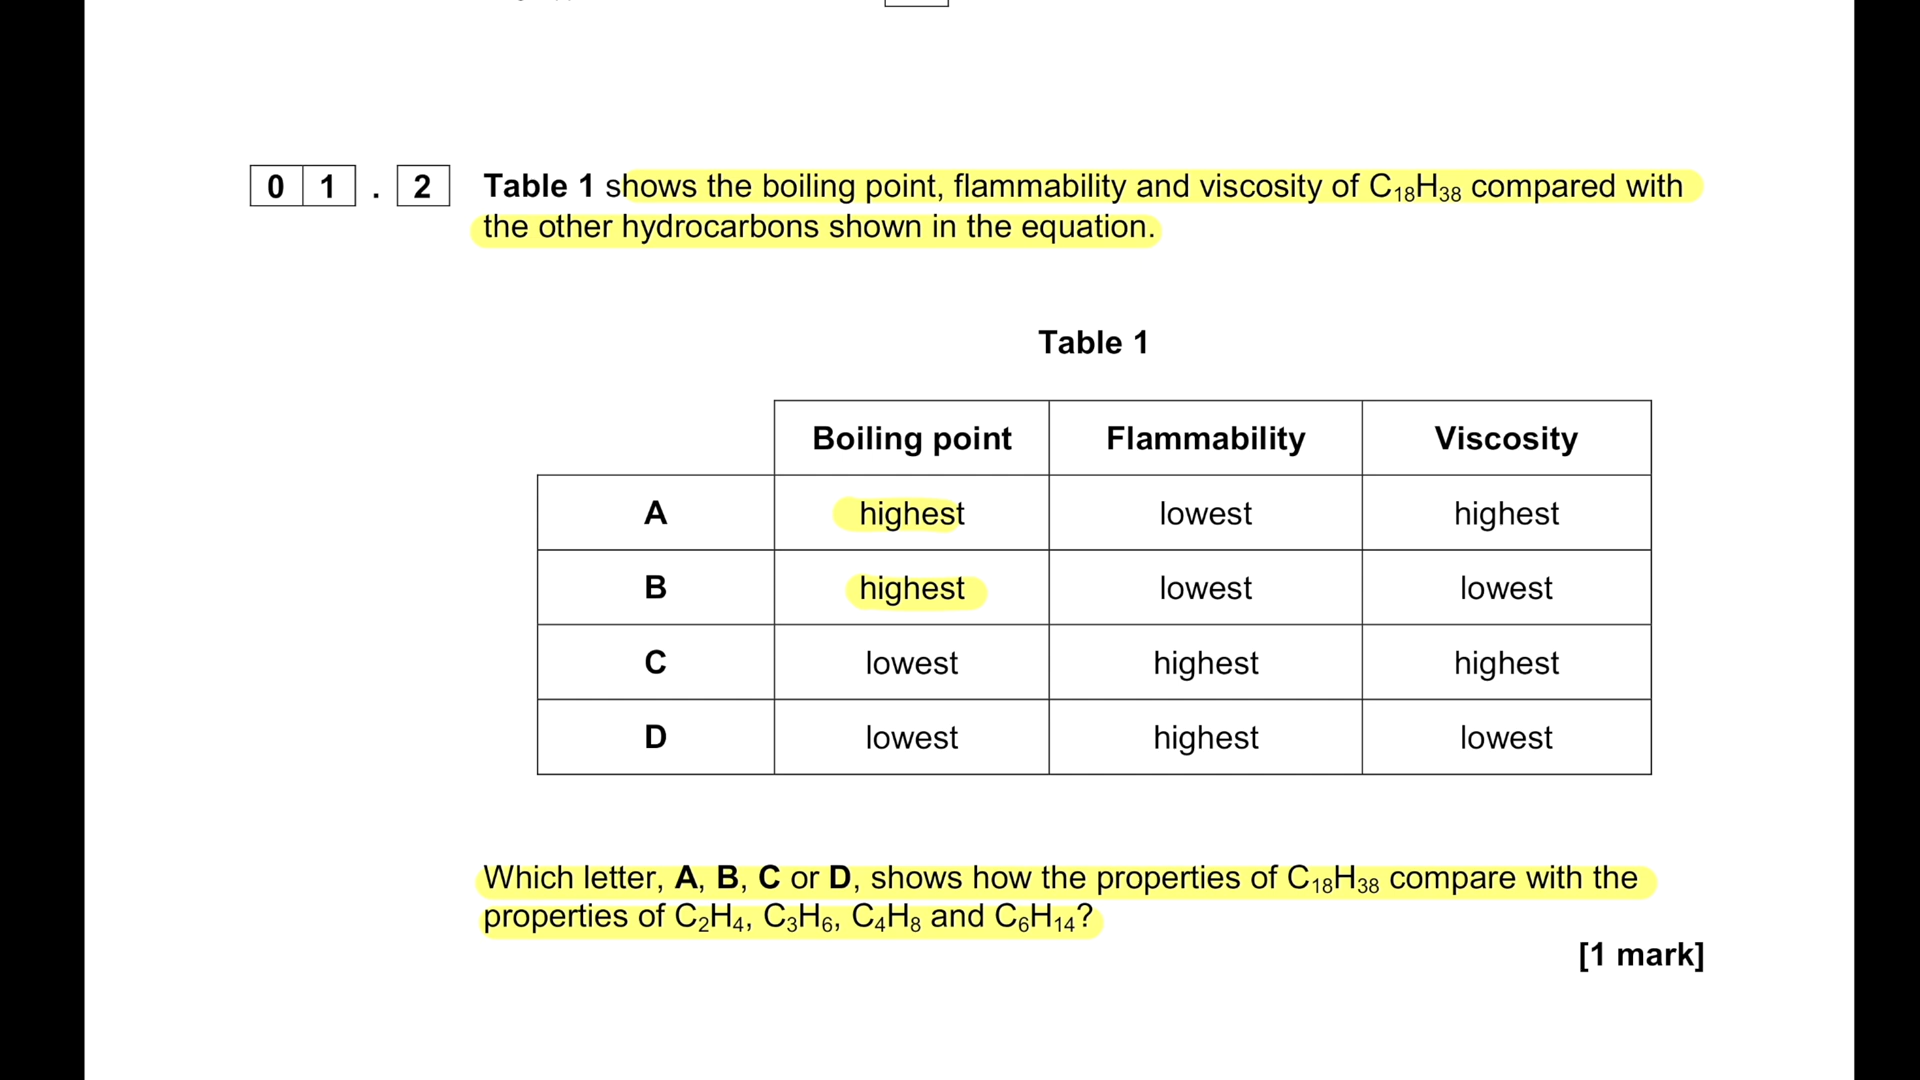 01.2 Table 1 shows the boiling point, flammability and viscosity of C₁₈H₃₈ compared with
the other hydrocarbons shown in the equation.
Table 1
Boiling point Flammability Viscosity
A highest lowest highest
B highest lowest lowest
C lowest highest highest
D lowest highest lowest
Which letter, A, B, C or D, shows how the properties of C₁₈H₃₈ compare with the
properties of C₂H₄, C₃H₆, C₄H₈ and C₆H₁₄?
[1 mark]